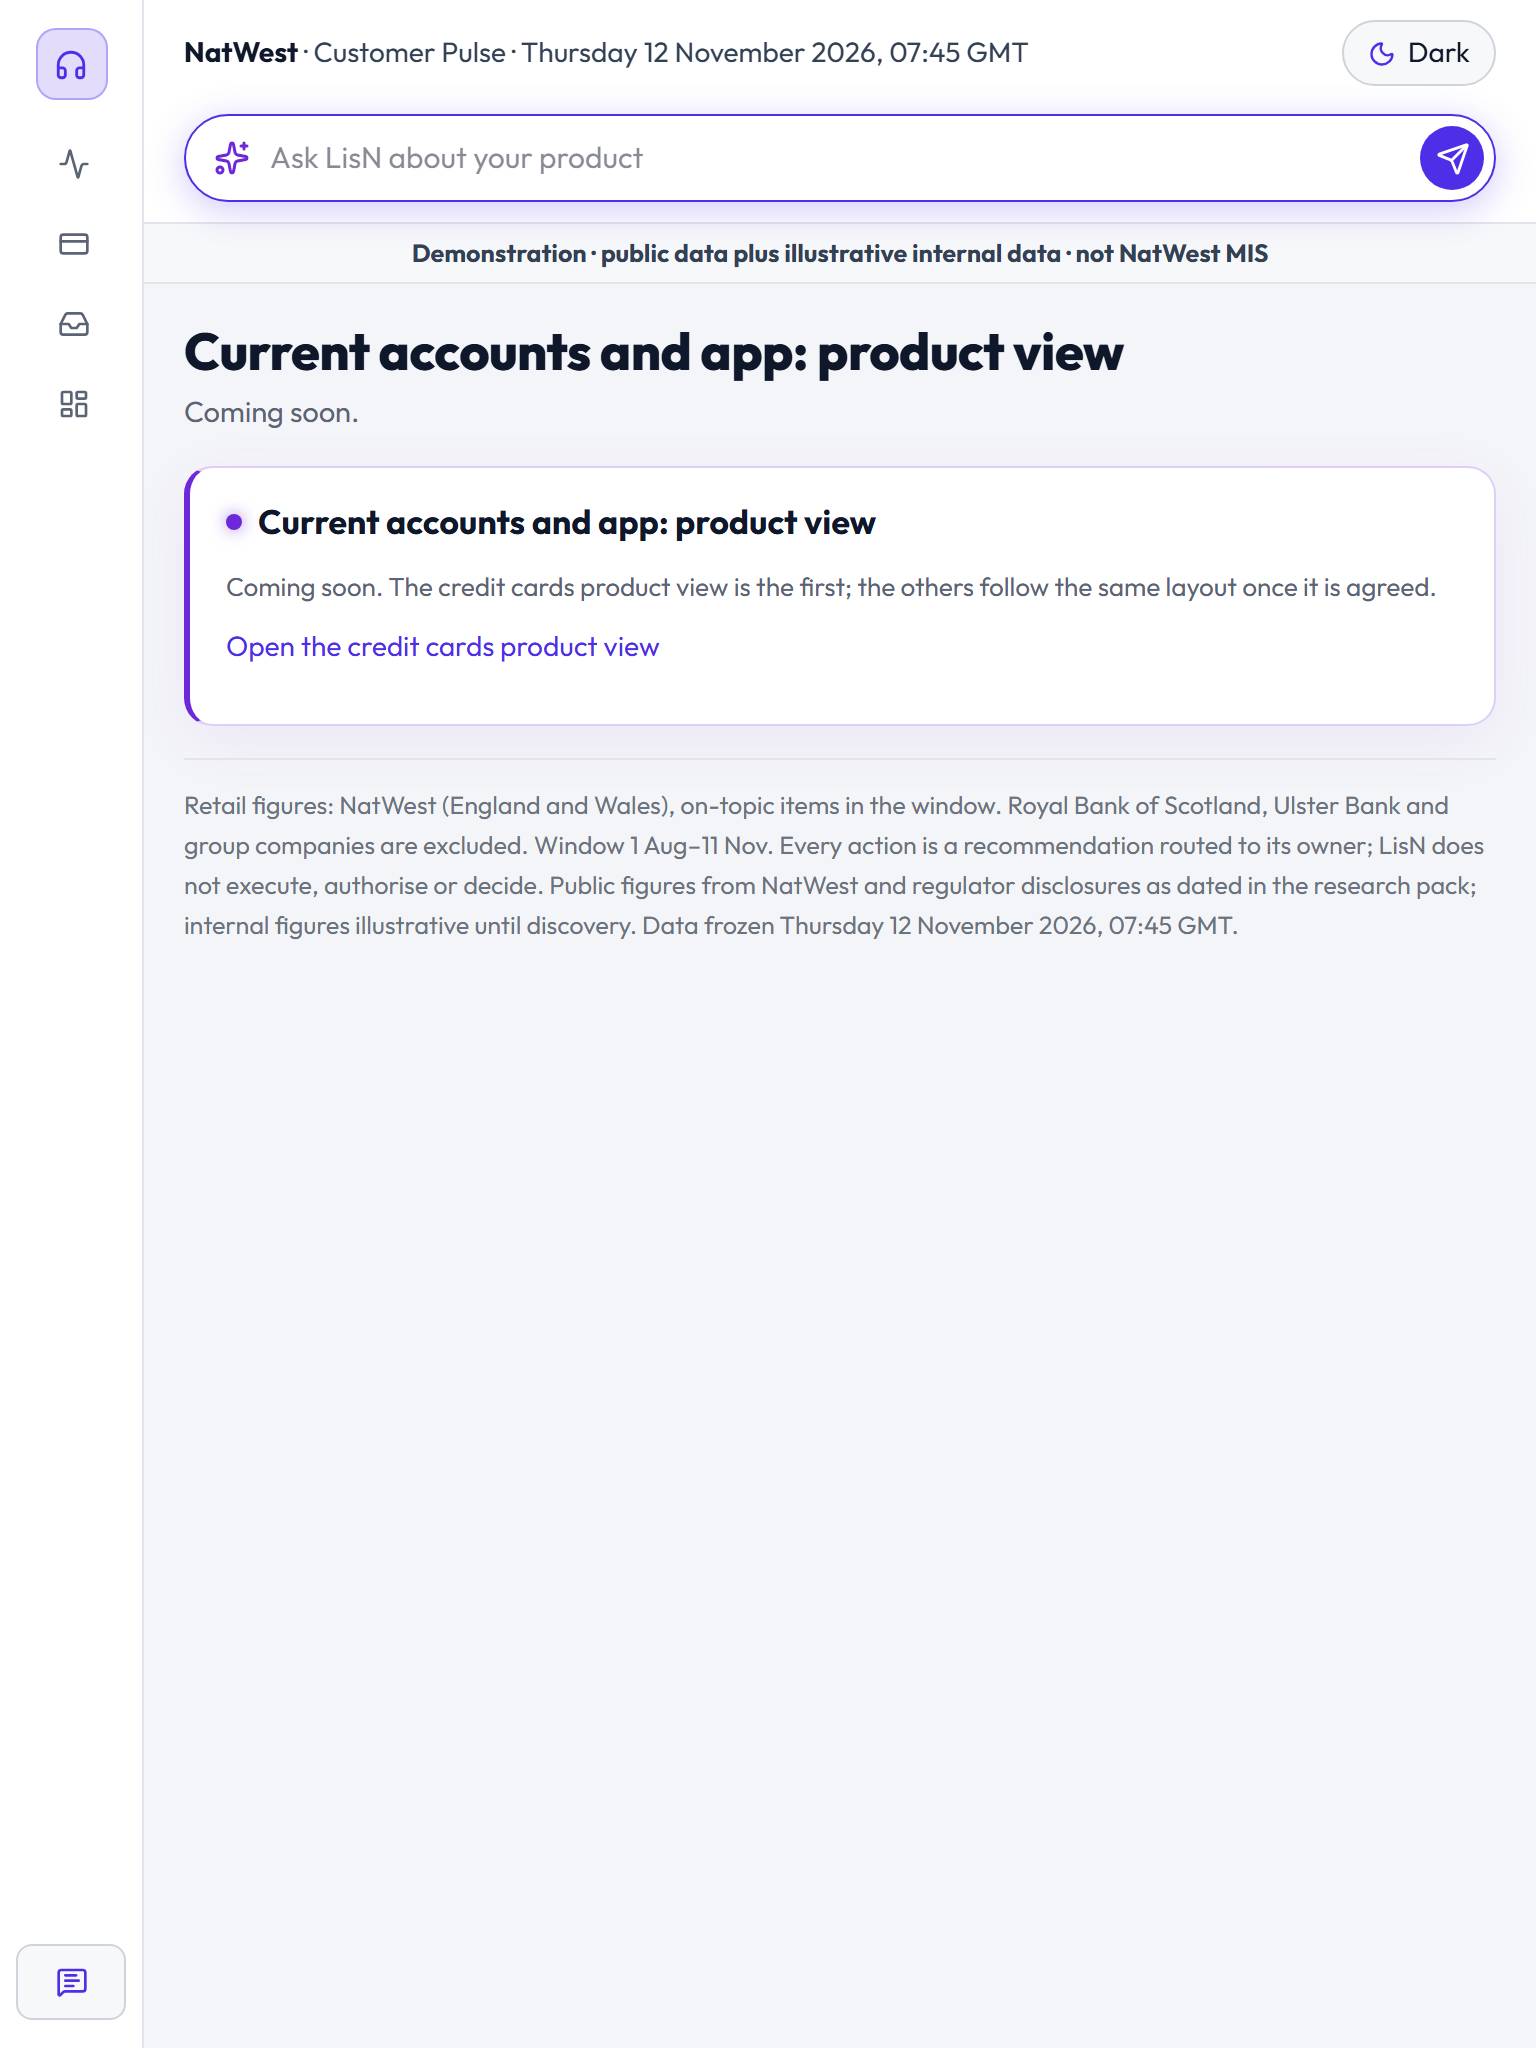 NatWest · Customer Pulse · Thursday 12 November 2026, 07:45 GMT
Dark
Ask LisN about your product
Demonstration · public data plus illustrative internal data · not NatWest MIS
Current accounts and app: product view
Coming soon.
Current accounts and app: product view
Coming soon. The credit cards product view is the first; the others follow the same layout once it is agreed.
Open the credit cards product view
Retail figures: NatWest (England and Wales), on-topic items in the window. Royal Bank of Scotland, Ulster Bank and
group companies are excluded. Window 1 Aug–11 Nov. Every action is a recommendation routed to its owner; LisN does
not execute, authorise or decide. Public figures from NatWest and regulator disclosures as dated in the research pack;
internal figures illustrative until discovery. Data frozen Thursday 12 November 2026, 07:45 GMT.